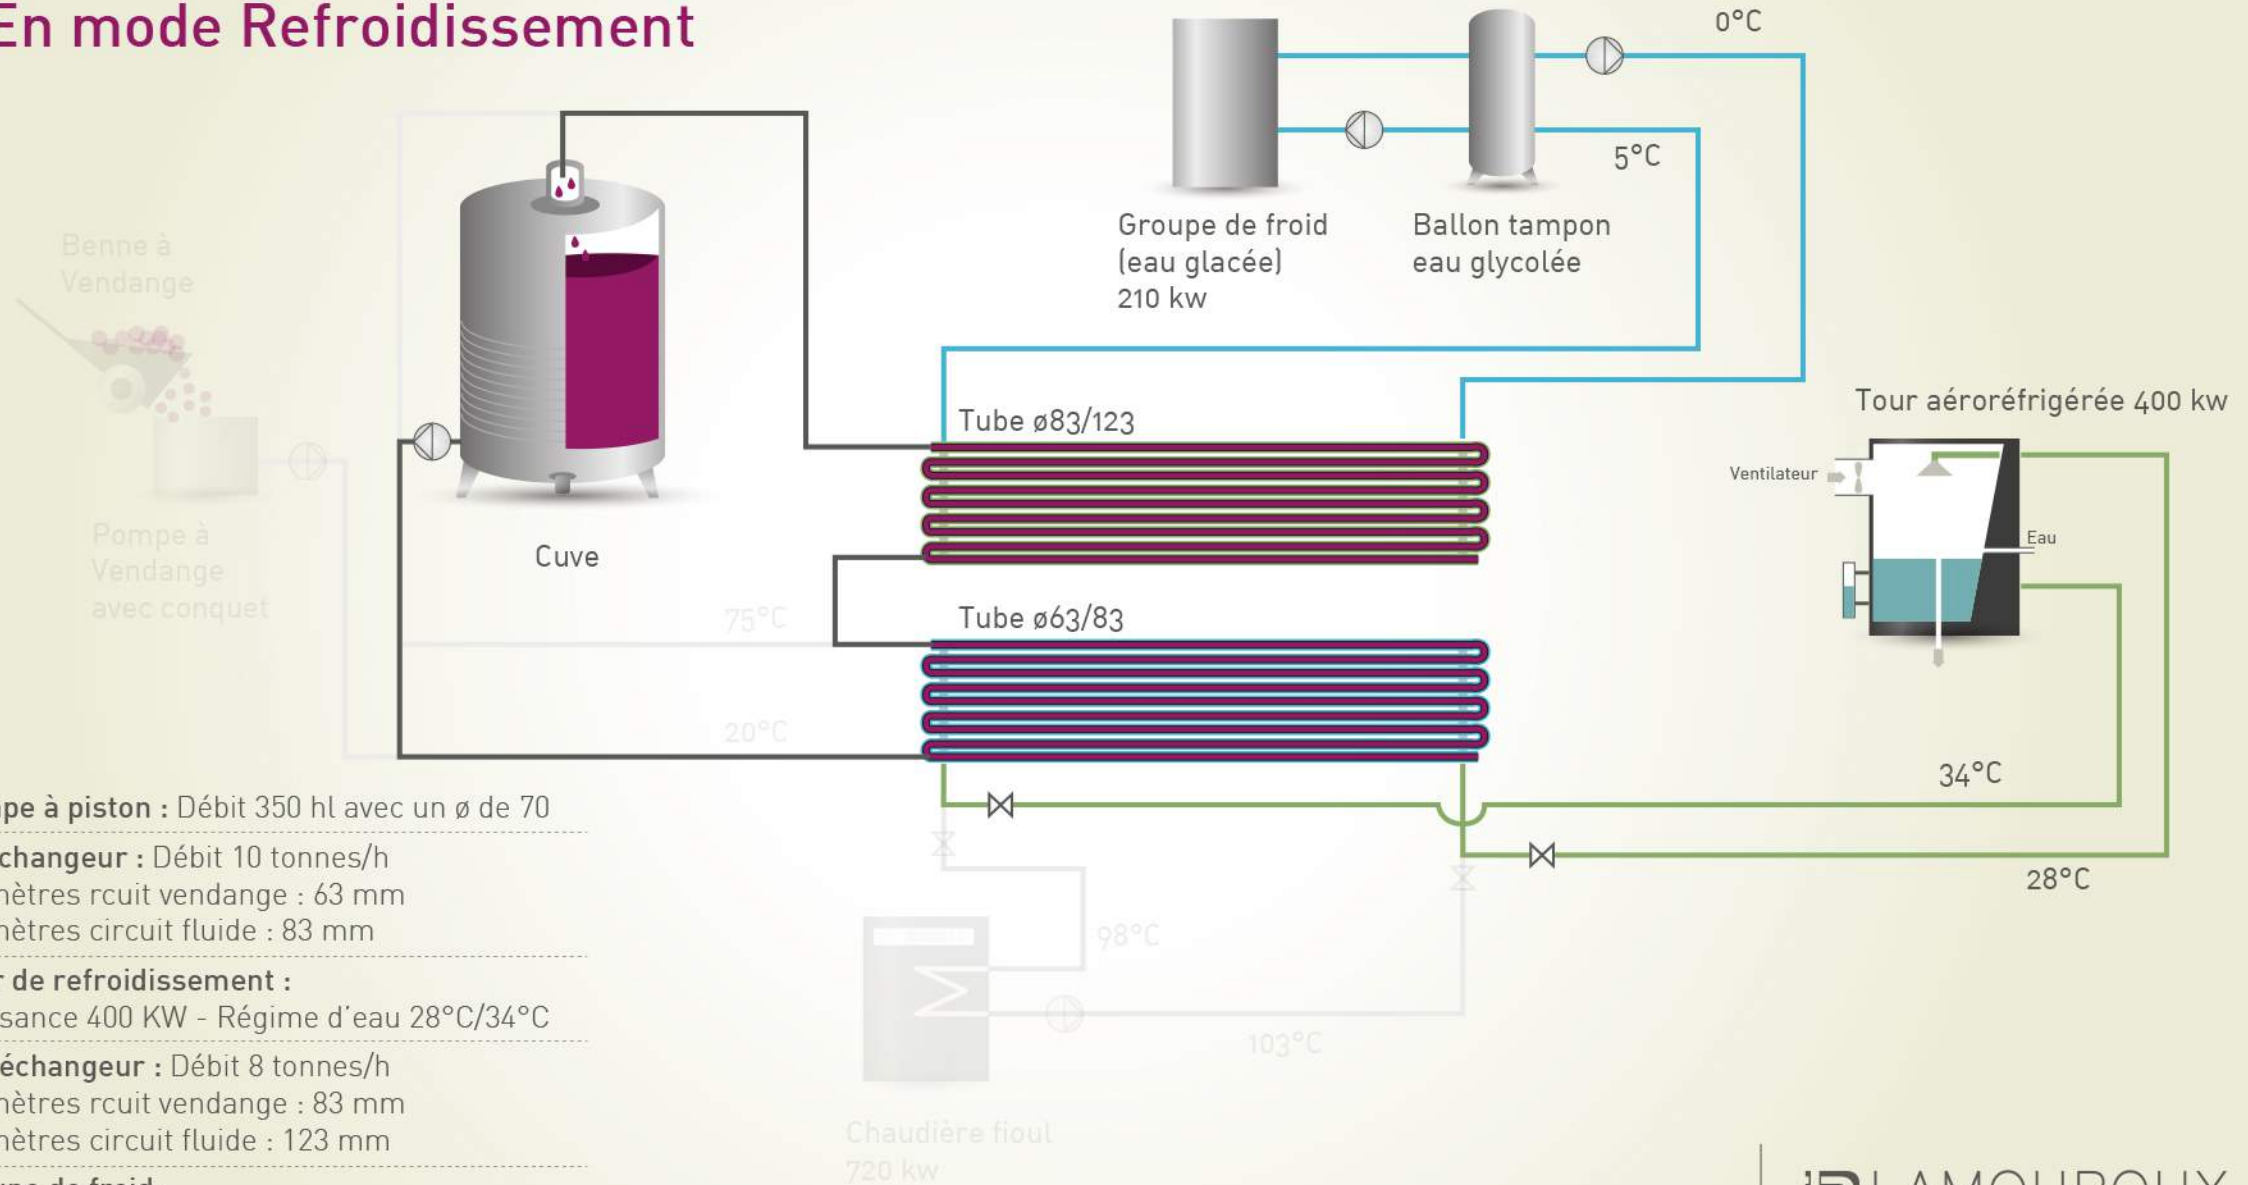 En mode Refroidissement
0°C
5°C
Groupe de froid
(eau glacée)
210 kw
Ballon tampon
eau glycolée
Benne à
Vendange
Tour aéroréfrigérée 400 kw
Tube ø83/123
Ventilateur
Eau
Pompe à
Vendange
avec conquet
Cuve
75°C
Tube ø63/83
20°C
34°C
28°C
pe à piston : Débit 350 hl avec un ø de 70
changeur : Débit 10 tonnes/h
nètres rcuit vendange : 63 mm
nètres circuit fluide : 83 mm
r de refroidissement :
sance 400 KW - Régime d'eau 28°C/34°C
échangeur : Débit 8 tonnes/h
nètres rcuit vendange : 83 mm
nètres circuit fluide : 123 mm
98°C
103°C
Chaudière fioul
720 kw
LAMOUROUX